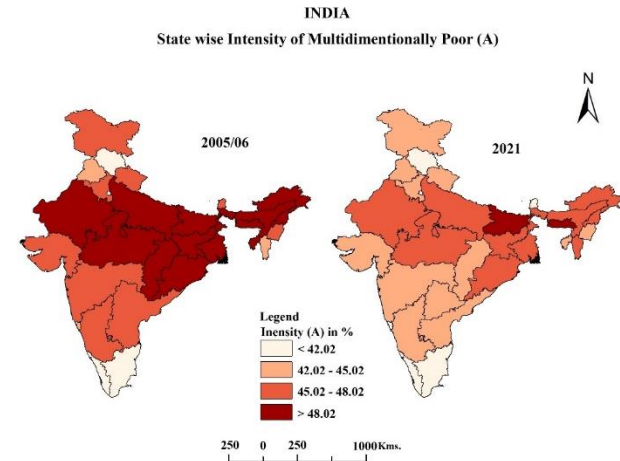 INDIA
State wise Intensity of Multidimentionally Poor (A)
N
2005/06
2021
Legend
Inensity (A) in %
< 42.02
42.02 - 45.02
45.02 - 48.02
> 48.02
250 0 250 1000Kms.